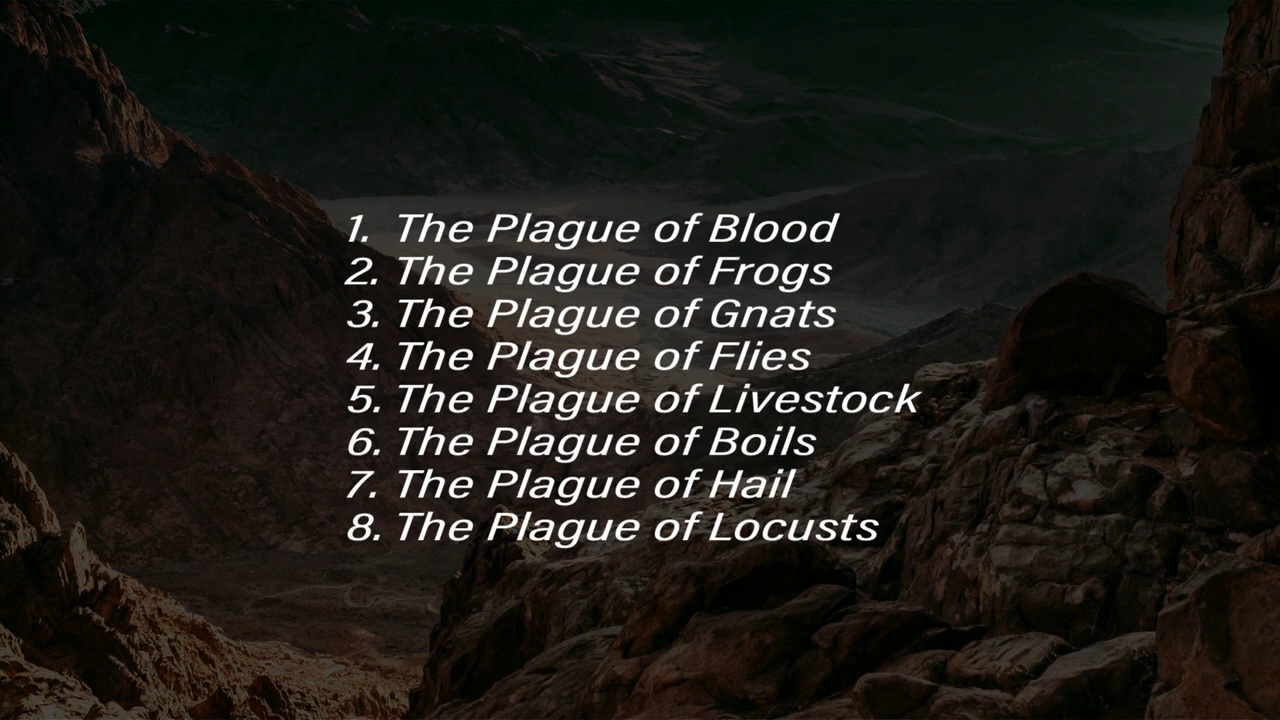 1. The Plague of Blood
2. The Plague of Frogs
3. The Plague of Gnats
4. The Plague of Flies
5. The Plague of Livestock
6. The Plague of Boils
7. The Plague of Hail
8. The Plague of Locusts